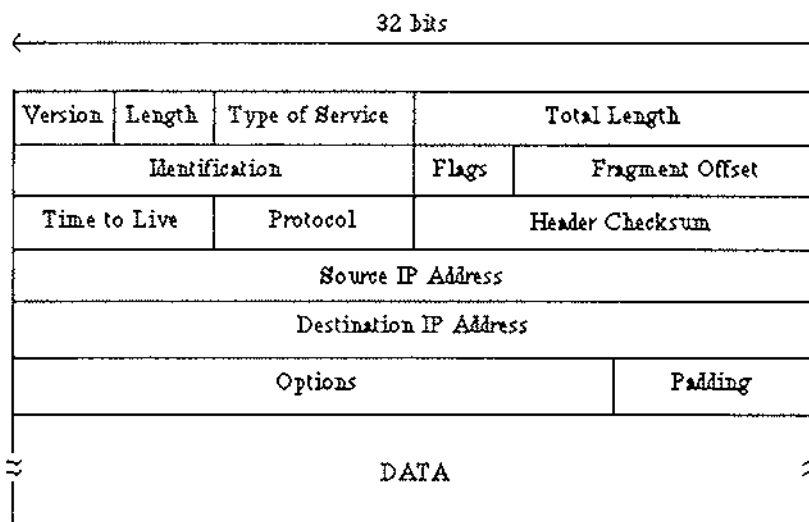 32 bits
Version Length Type of Service Total Length
Identification Flags Fragment Offset
Time to Live Protocol Header Checksum
Source IP Address
Destination IP Address
Options Padding
DATA